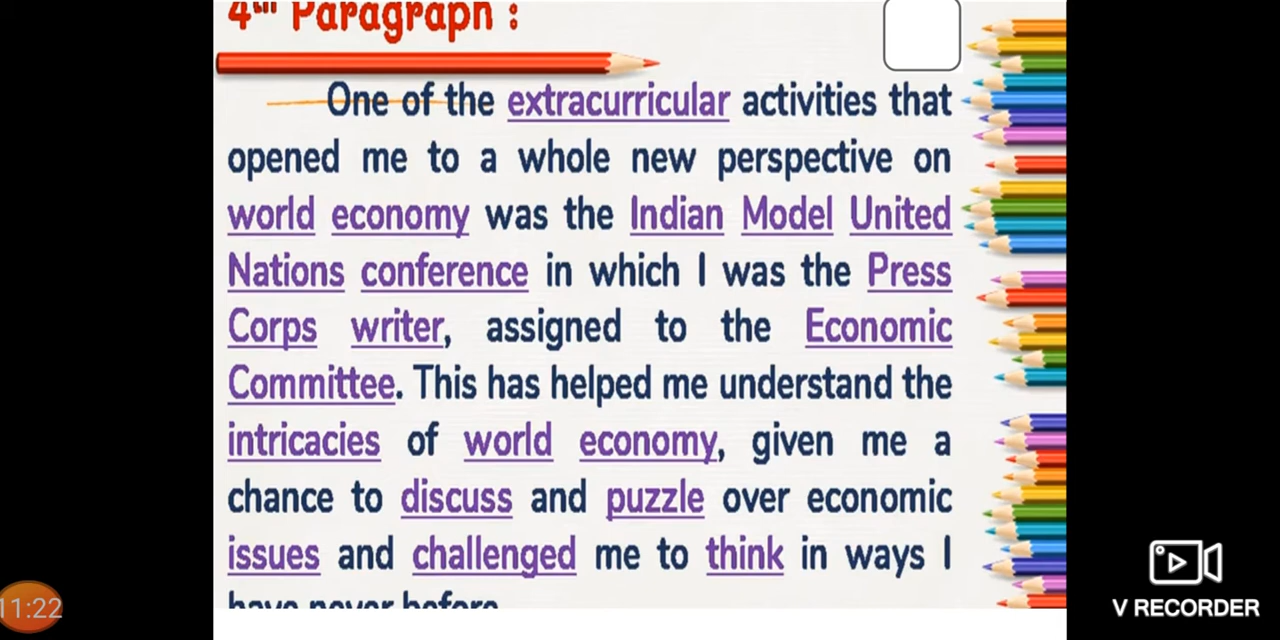 4th Paragraph :
One of the extracurricular activities that
opened me to a whole new perspective on
world economy was the Indian Model United
Nations conference in which I was the Press
Corps writer, assigned to the Economic
Committee. This has helped me understand the
intricacies of world economy, given me a
chance to discuss and puzzle over economic
issues and challenged me to think in ways I
have never before.
11:22
V RECORDER